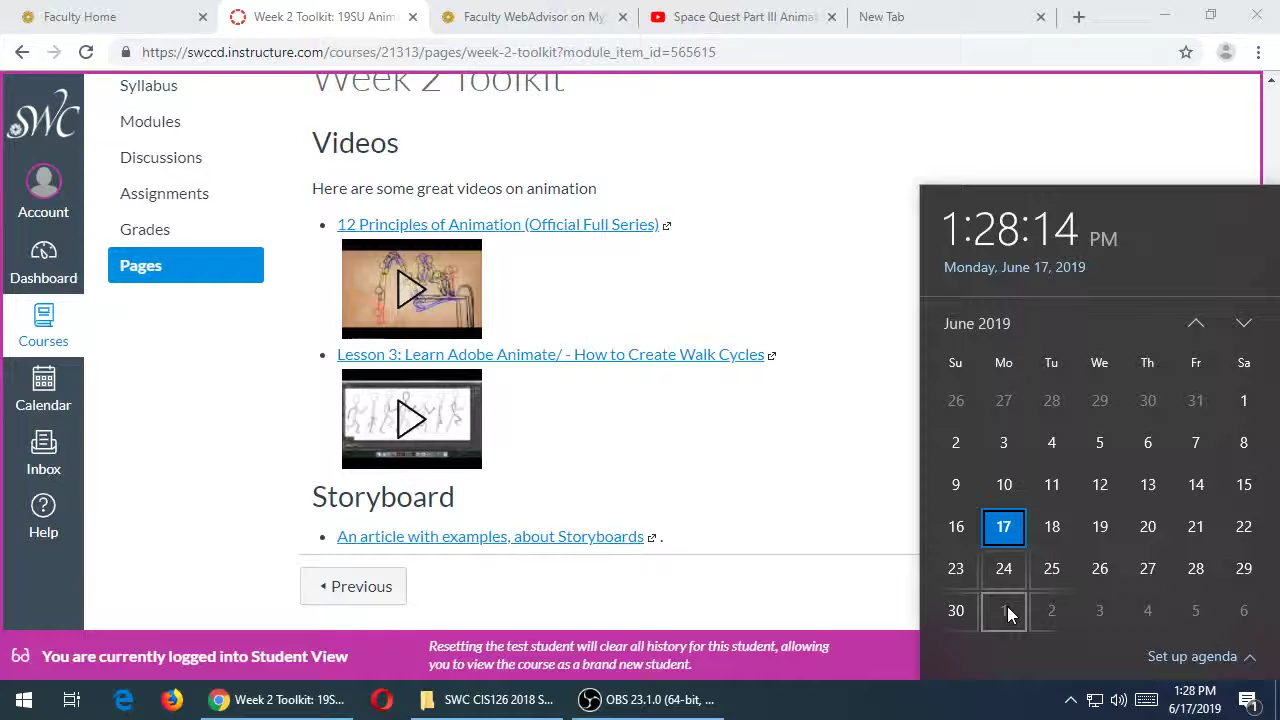 Faculty Home
Week 2 Toolkit: 19SU Anim
Faculty WebAdvisor on My
Space Quest Part III Animat
New Tab
https://swccd.instructure.com/courses/21313/pages/week-2-toolkit?module_item_id=565615
SWC
Account
Dashboard
Courses
Calendar
Inbox
Help
Syllabus
Modules
Discussions
Assignments
Grades
Pages
Week 2 Toolkit
Videos
Here are some great videos on animation
12 Principles of Animation (Official Full Series)
Lesson 3: Learn Adobe Animate/ - How to Create Walk Cycles
Storyboard
An article with examples, about Storyboards .
Previous
1:28:14 PM
Monday, June 17, 2019
June 2019
Su Mo Tu We Th Fr Sa
26 27 28 29 30 31 1
2 3 4 5 6 7 8
9 10 11 12 13 14 15
16 17 18 19 20 21 22
23 24 25 26 27 28 29
30 1 2 3 4 5 6
Set up agenda
You are currently logged into Student View
Resetting the test student will clear all history for this student, allowing
you to view the course as a brand new student.
Week 2 Toolkit: 19S...
SWC CIS126 2018 S...
OBS 23.1.0 (64-bit, ...
1:28 PM
6/17/2019
1